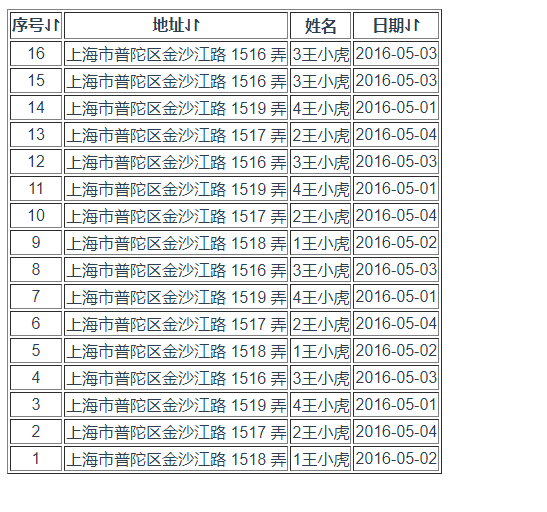 序号⇃↾ 地址⇃↾ 姓名 日期⇃↾
16 上海市普陀区金沙江路 1516 弄 3王小虎 2016-05-03
15 上海市普陀区金沙江路 1516 弄 3王小虎 2016-05-03
14 上海市普陀区金沙江路 1519 弄 4王小虎 2016-05-01
13 上海市普陀区金沙江路 1517 弄 2王小虎 2016-05-04
12 上海市普陀区金沙江路 1516 弄 3王小虎 2016-05-03
11 上海市普陀区金沙江路 1519 弄 4王小虎 2016-05-01
10 上海市普陀区金沙江路 1517 弄 2王小虎 2016-05-04
9 上海市普陀区金沙江路 1518 弄 1王小虎 2016-05-02
8 上海市普陀区金沙江路 1516 弄 3王小虎 2016-05-03
7 上海市普陀区金沙江路 1519 弄 4王小虎 2016-05-01
6 上海市普陀区金沙江路 1517 弄 2王小虎 2016-05-04
5 上海市普陀区金沙江路 1518 弄 1王小虎 2016-05-02
4 上海市普陀区金沙江路 1516 弄 3王小虎 2016-05-03
3 上海市普陀区金沙江路 1519 弄 4王小虎 2016-05-01
2 上海市普陀区金沙江路 1517 弄 2王小虎 2016-05-04
1 上海市普陀区金沙江路 1518 弄 1王小虎 2016-05-02